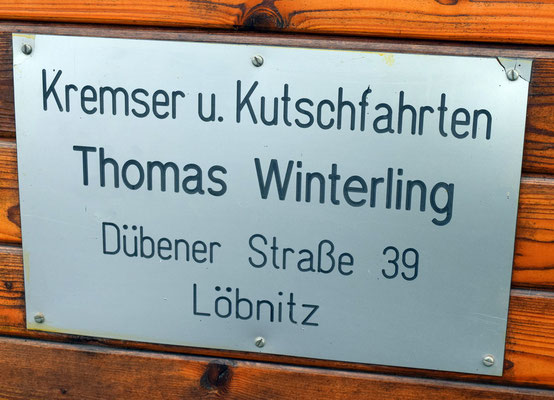 Kremser u. Kutschfahrten
Thomas Winterling
Dübener Straße 39
Löbnitz